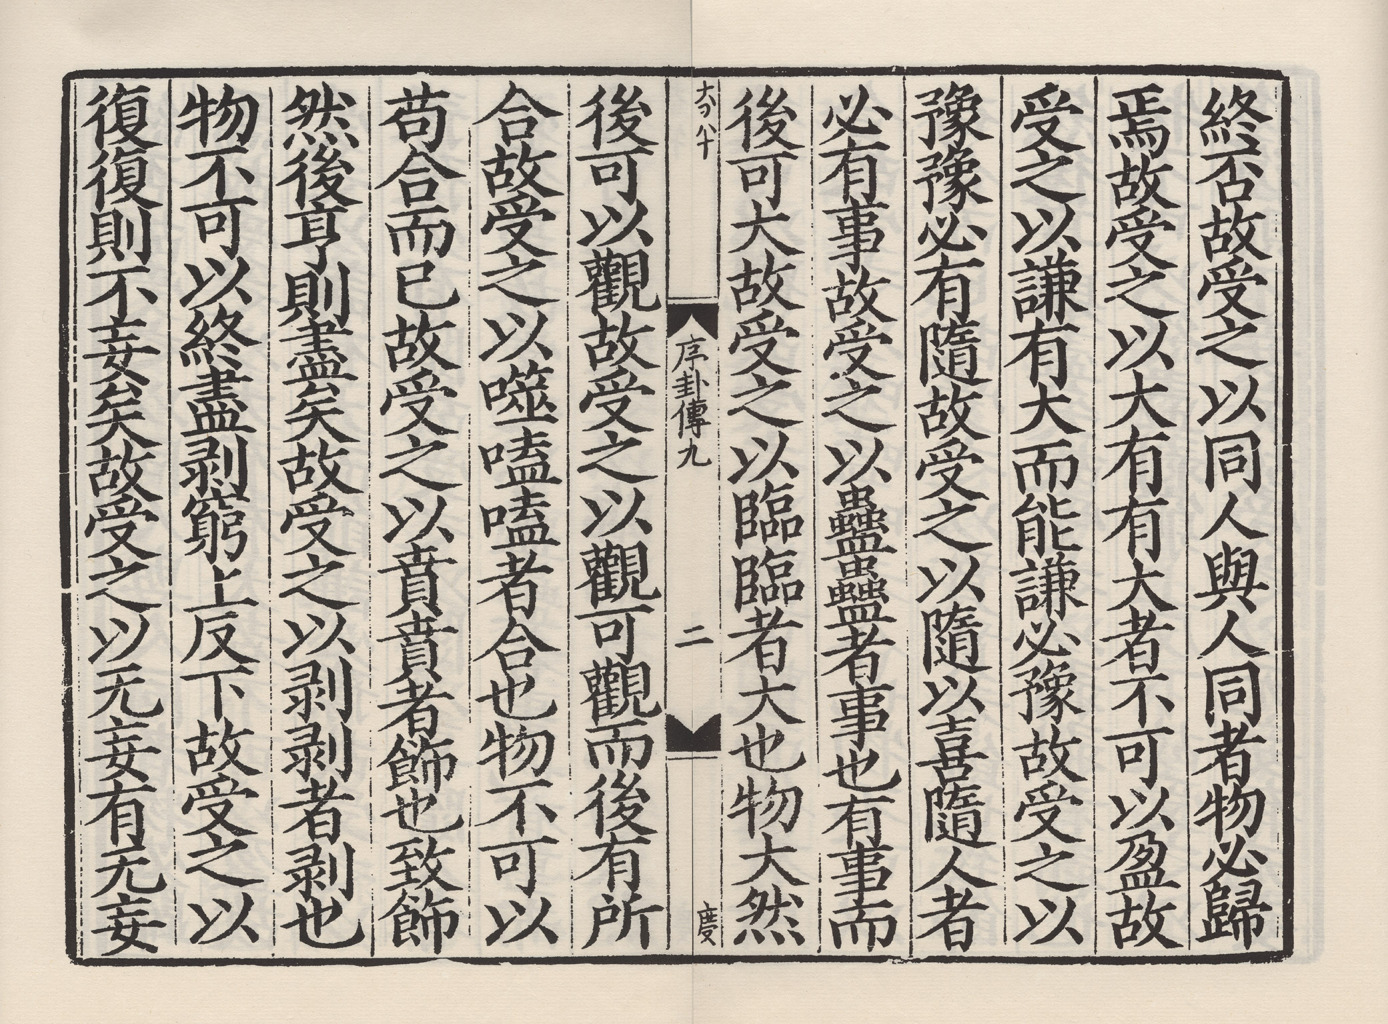 終否故受之以同人與人同者物必歸
焉故受之以大有有大者不可以盈故
受之以謙有大而能謙必豫故受之以
豫豫必有隨故受之以隨以喜隨人者
必有事故受之以蠱蠱者事也有事而
後可大故受之以臨臨者大也物大然
序卦傳九
二
慶
後可以觀故受之以觀可觀而後有所
合故受之以噬嗑嗑者合也物不可以
苟合而已故受之以賁賁者飾也致飾
然後亨則盡矣故受之以剥剥者剥也
物不可以終盡剥窮上反下故受之以
復復則不妄矣故受之以无妄有无妄